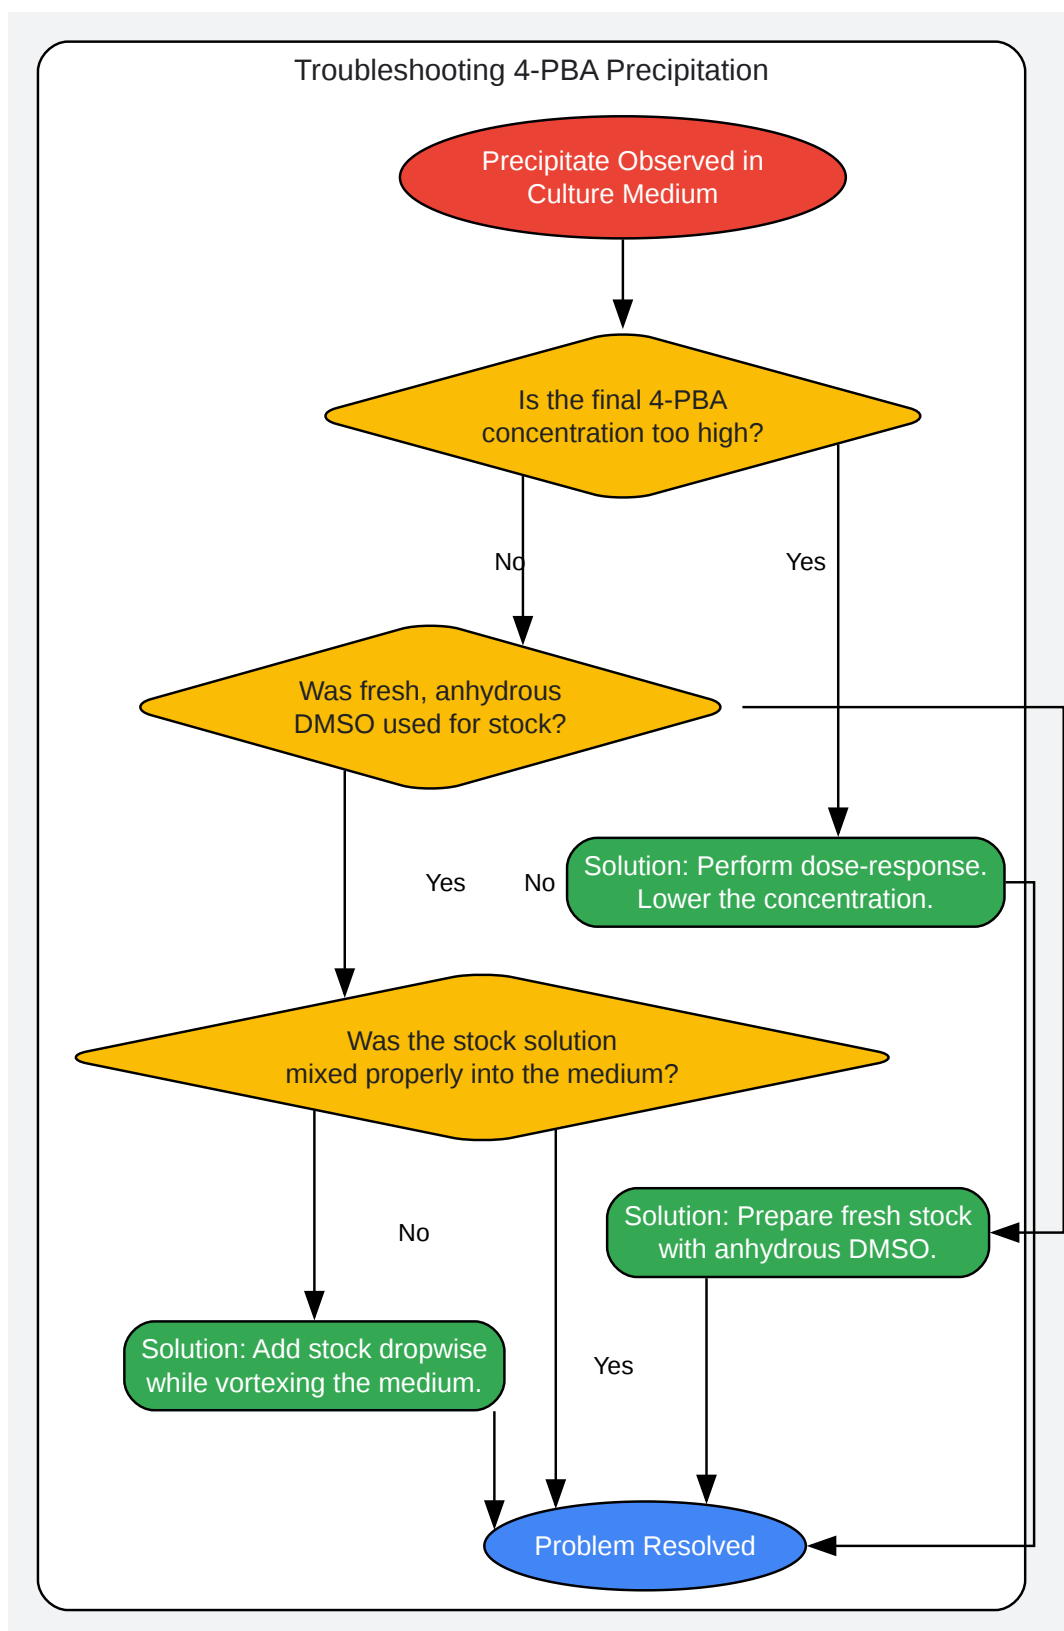 Troubleshooting 4-PBA Precipitation
Precipitate Observed in
Culture Medium
Is the final 4-PBA
concentration too high?
No
Yes
Was fresh, anhydrous
DMSO used for stock?
Yes
No
Solution: Perform dose-response.
Lower the concentration.
Was the stock solution
mixed properly into the medium?
No
Solution: Prepare fresh stock
with anhydrous DMSO.
Solution: Add stock dropwise
while vortexing the medium.
Yes
Problem Resolved